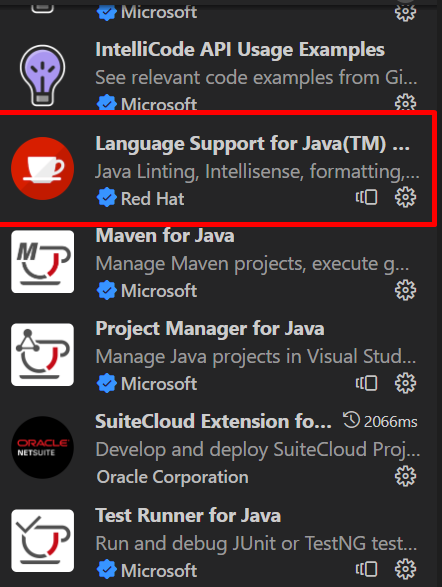 Microsoft
IntelliCode API Usage Examples
See relevant code examples from Gi...
Microsoft
Language Support for Java(TM) ...
Java Linting, Intellisense, formatting,...
Red Hat
Maven for Java
Manage Maven projects, execute g...
Microsoft
Project Manager for Java
Manage Java projects in Visual Stud...
Microsoft
SuiteCloud Extension fo... 2066ms
Develop and deploy SuiteCloud Proj...
ORACLE
NETSUITE
Oracle Corporation
Test Runner for Java
Run and debug JUnit or TestNG test...
Microsoft